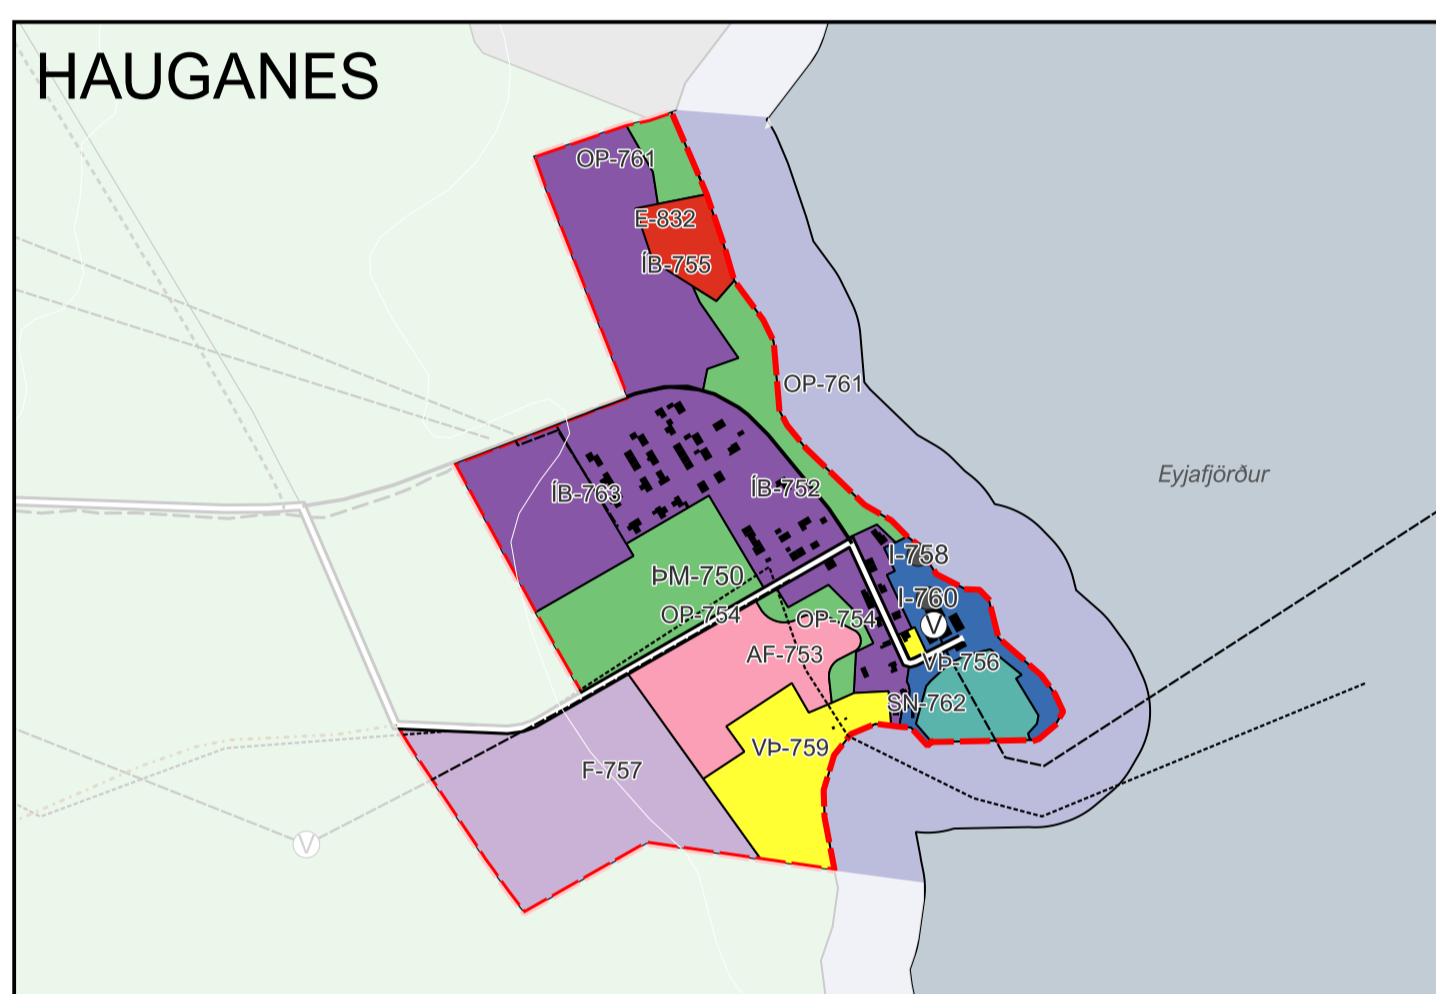 HAUGANES
OP-761
E-832
ÍB-755
OP-761
Eyjafjörður
ÍB-763
ÍB-752
I-758
ÞM-750
I-760
OP-754
OP-754
V
AF-753
VÞ-756
SN-762
VÞ-759
F-757
V